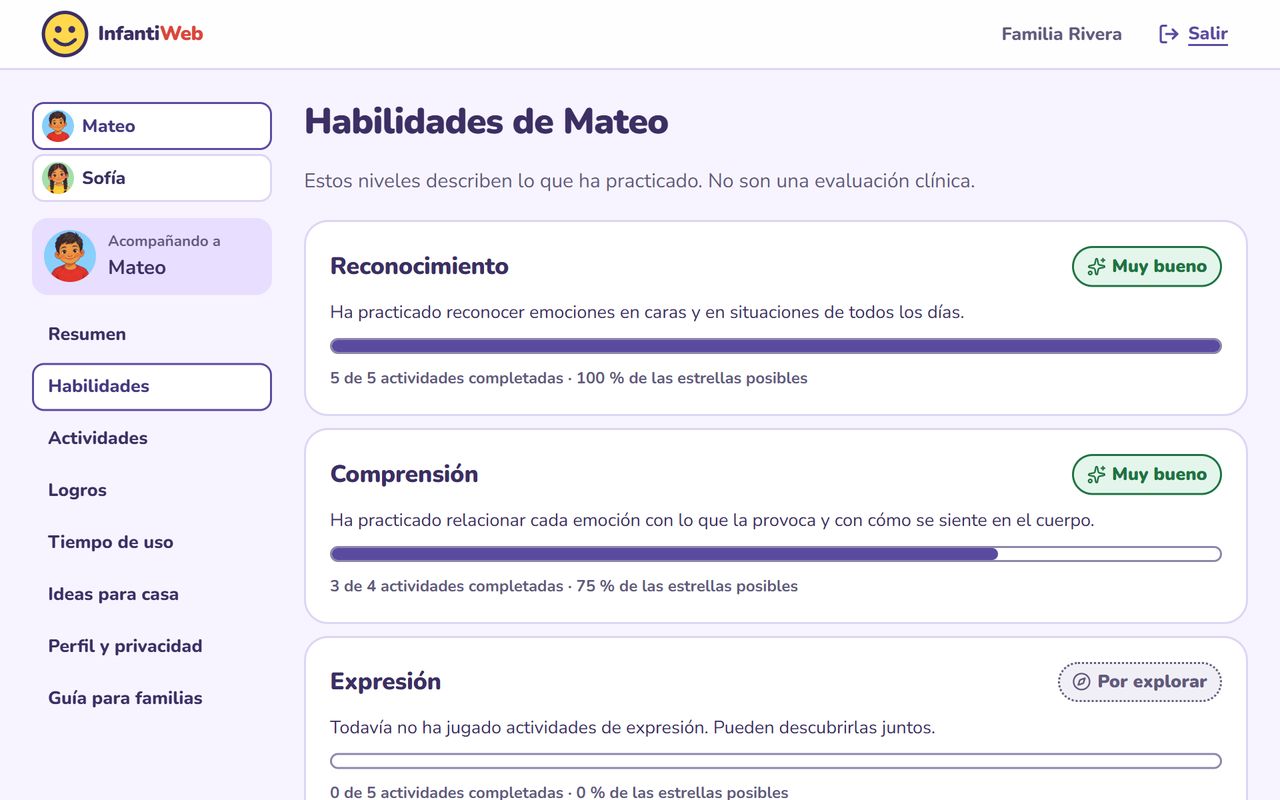 InfantiWeb
Familia Rivera
Salir
Mateo
Sofía
Acompañando a
Mateo
Resumen
Habilidades
Actividades
Logros
Tiempo de uso
Ideas para casa
Perfil y privacidad
Guía para familias
Habilidades de Mateo
Estos niveles describen lo que ha practicado. No son una evaluación clínica.
Reconocimiento
Muy bueno
Ha practicado reconocer emociones en caras y en situaciones de todos los días.
5 de 5 actividades completadas · 100 % de las estrellas posibles
Comprensión
Muy bueno
Ha practicado relacionar cada emoción con lo que la provoca y con cómo se siente en el cuerpo.
3 de 4 actividades completadas · 75 % de las estrellas posibles
Expresión
Por explorar
Todavía no ha jugado actividades de expresión. Pueden descubrirlas juntos.
0 de 5 actividades completadas · 0 % de las estrellas posibles